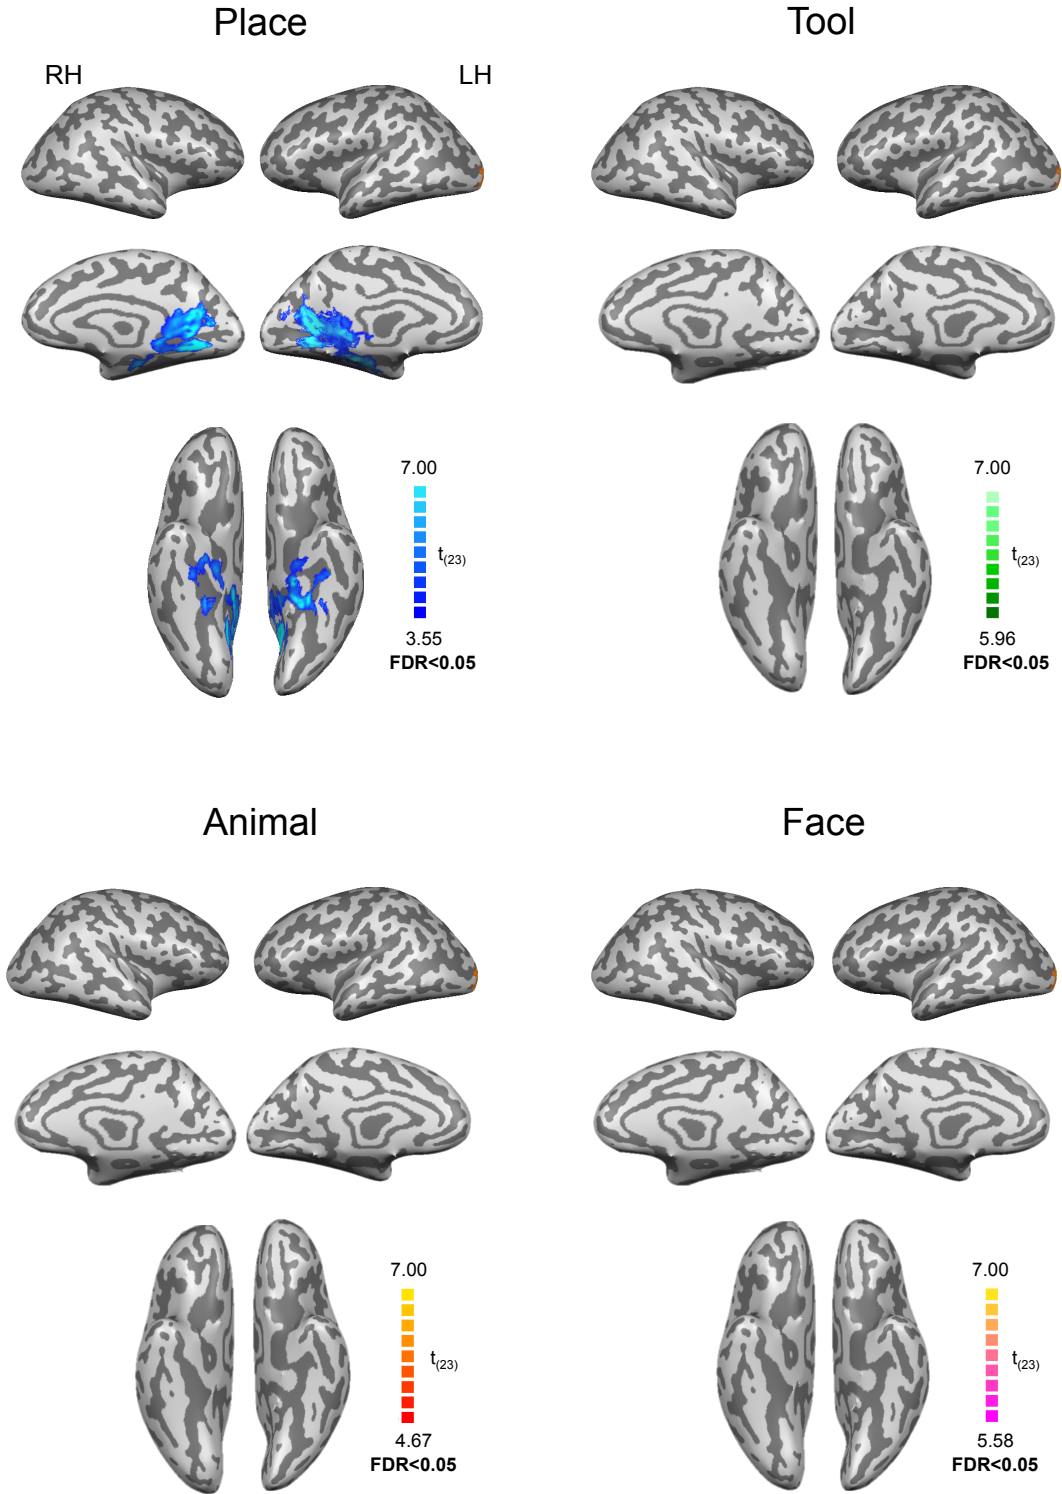 Place
Tool
RH
LH
7.00
t(23)
3.55
FDR<0.05
7.00
t(23)
5.96
FDR<0.05
Animal
Face
7.00
t(23)
4.67
FDR<0.05
7.00
t(23)
5.58
FDR<0.05